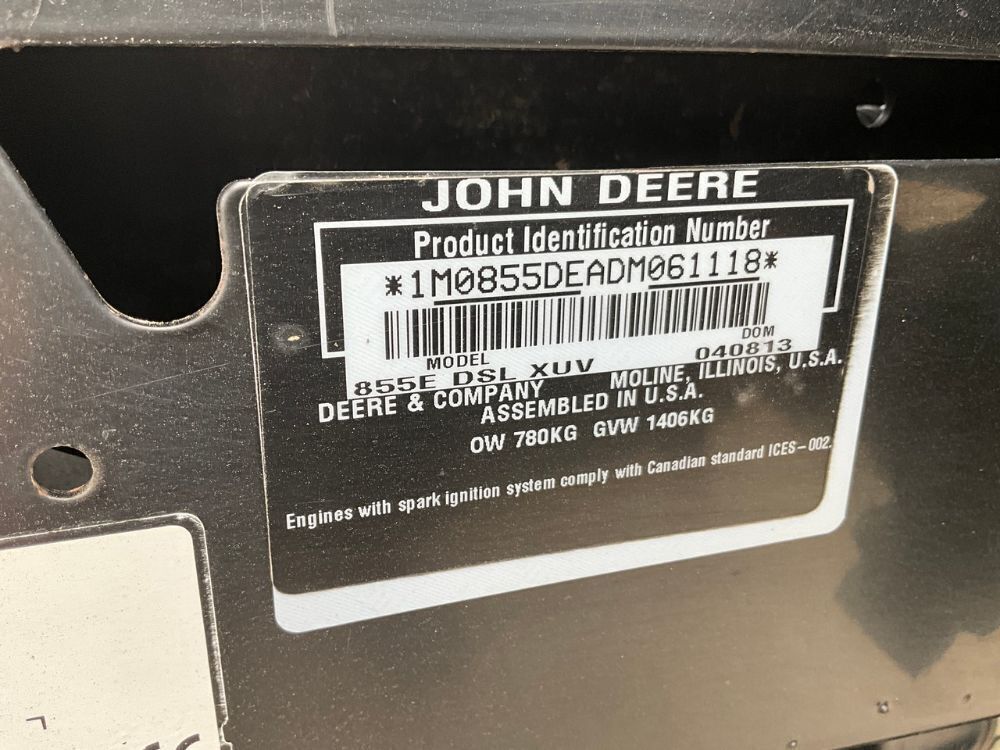 JOHN DEERE
Product Identification Number
*1M0855DEADM061118*
MODEL DOM
855E DSL XUV 040813
DEERE & COMPANY MOLINE, ILLINOIS, U.S.A.
ASSEMBLED IN U.S.A.
OW 780KG GVW 1406KG
Engines with spark ignition system comply with Canadian standard ICES-002.